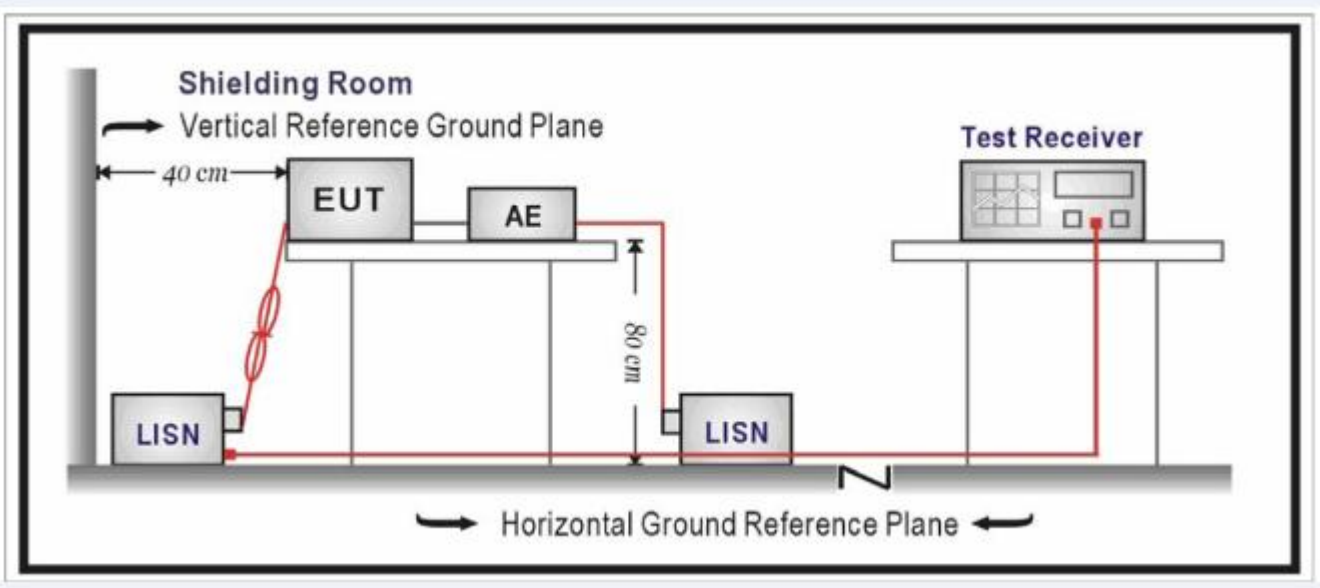 Shielding Room
Vertical Reference Ground Plane
Test Receiver
40 cm
EUT
AE
80 cm
LISN
LISN
Horizontal Ground Reference Plane